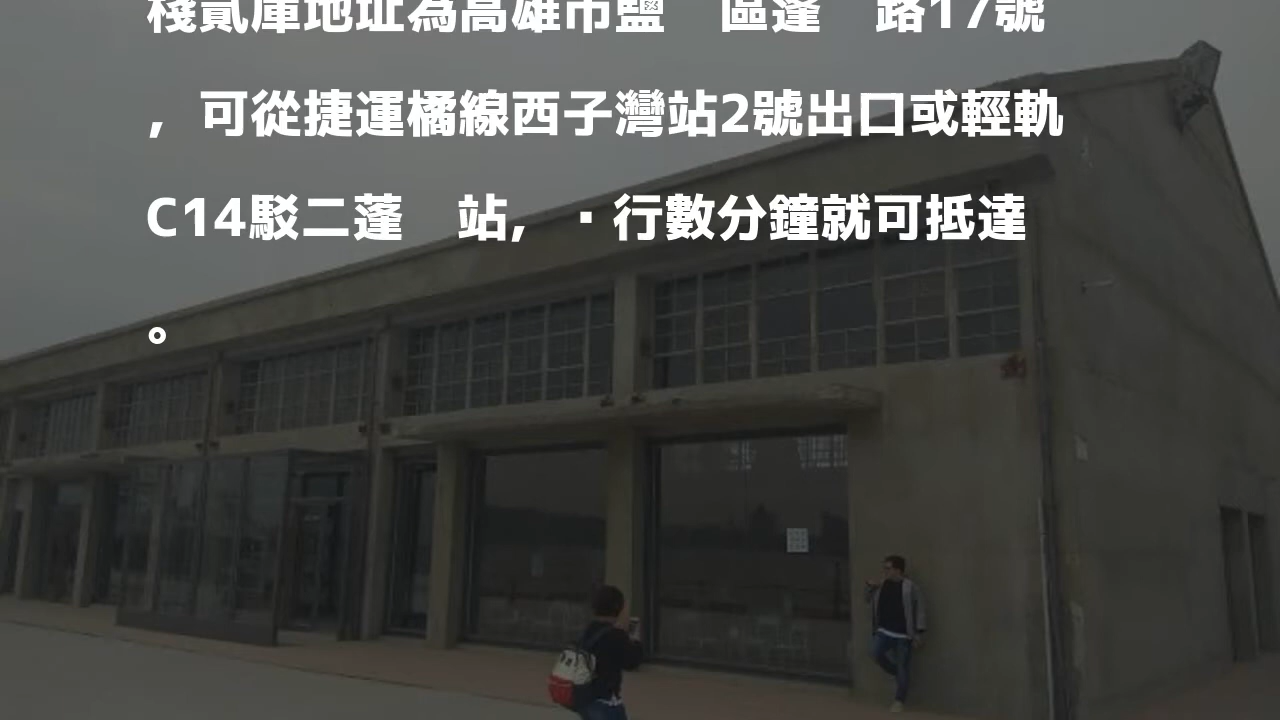 棧貳庫地址為高雄市鹽 區蓬 路17號
，可從捷運橘線西子灣站2號出口或輕軌
C14駁二蓬 站, ▪行數分鐘就可抵達
。